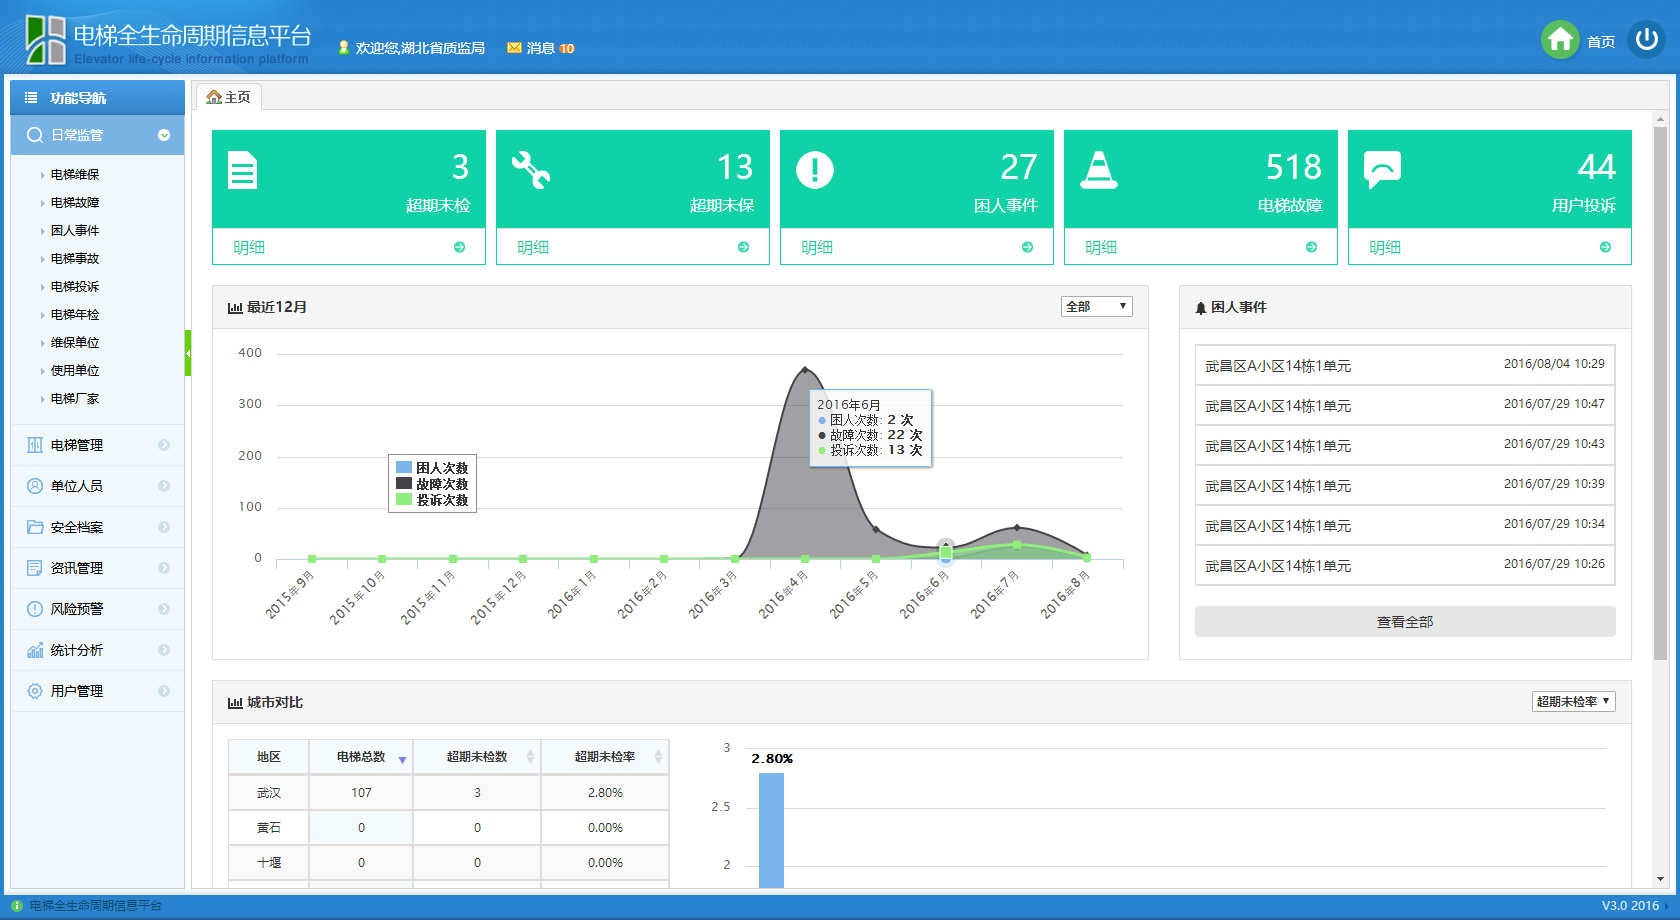 电梯全生命周期信息平台
Elevator life-cycle information platform
欢迎您,湖北省质监局
消息 10
首页
功能导航
日常监管
电梯维保
电梯故障
困人事件
电梯事故
电梯投诉
电梯年检
维保单位
使用单位
电梯厂家
电梯管理
单位人员
安全档案
资讯管理
风险预警
统计分析
用户管理
主页
3
超期未检
明细
13
超期未保
明细
27
困人事件
明细
518
电梯故障
明细
44
用户投诉
明细
最近12月
全部
400
300
200
100
0
困人次数
故障次数
投诉次数
2016年6月
困人次数: 2 次
故障次数: 22 次
投诉次数: 13 次
2015年9月
2015年10月
2015年11月
2015年12月
2016年1月
2016年2月
2016年3月
2016年4月
2016年5月
2016年6月
2016年7月
2016年8月
困人事件
武昌区A小区14栋1单元 2016/08/04 10:29
武昌区A小区14栋1单元 2016/07/29 10:47
武昌区A小区14栋1单元 2016/07/29 10:43
武昌区A小区14栋1单元 2016/07/29 10:39
武昌区A小区14栋1单元 2016/07/29 10:34
武昌区A小区14栋1单元 2016/07/29 10:26
查看全部
城市对比
超期未检率
地区 电梯总数 超期未检数 超期未检率
武汉 107 3 2.80%
黄石 0 0 0.00%
十堰 0 0 0.00%
3
2.5
2
2.80%
电梯全生命周期信息平台
V3.0 2016